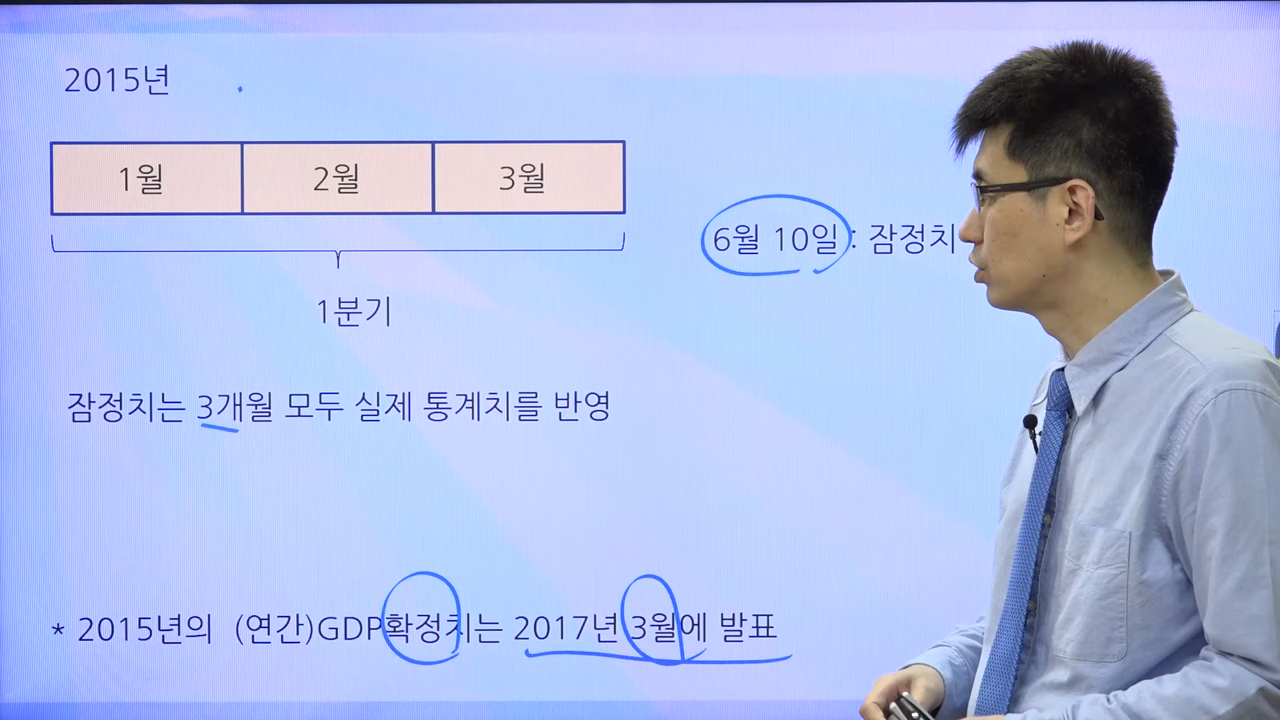 2015년
1월 2월 3월
1분기
6월 10일 : 잠정치
잠정치는 3개월 모두 실제 통계치를 반영
* 2015년의 (연간)GDP확정치는 2017년 3월에 발표